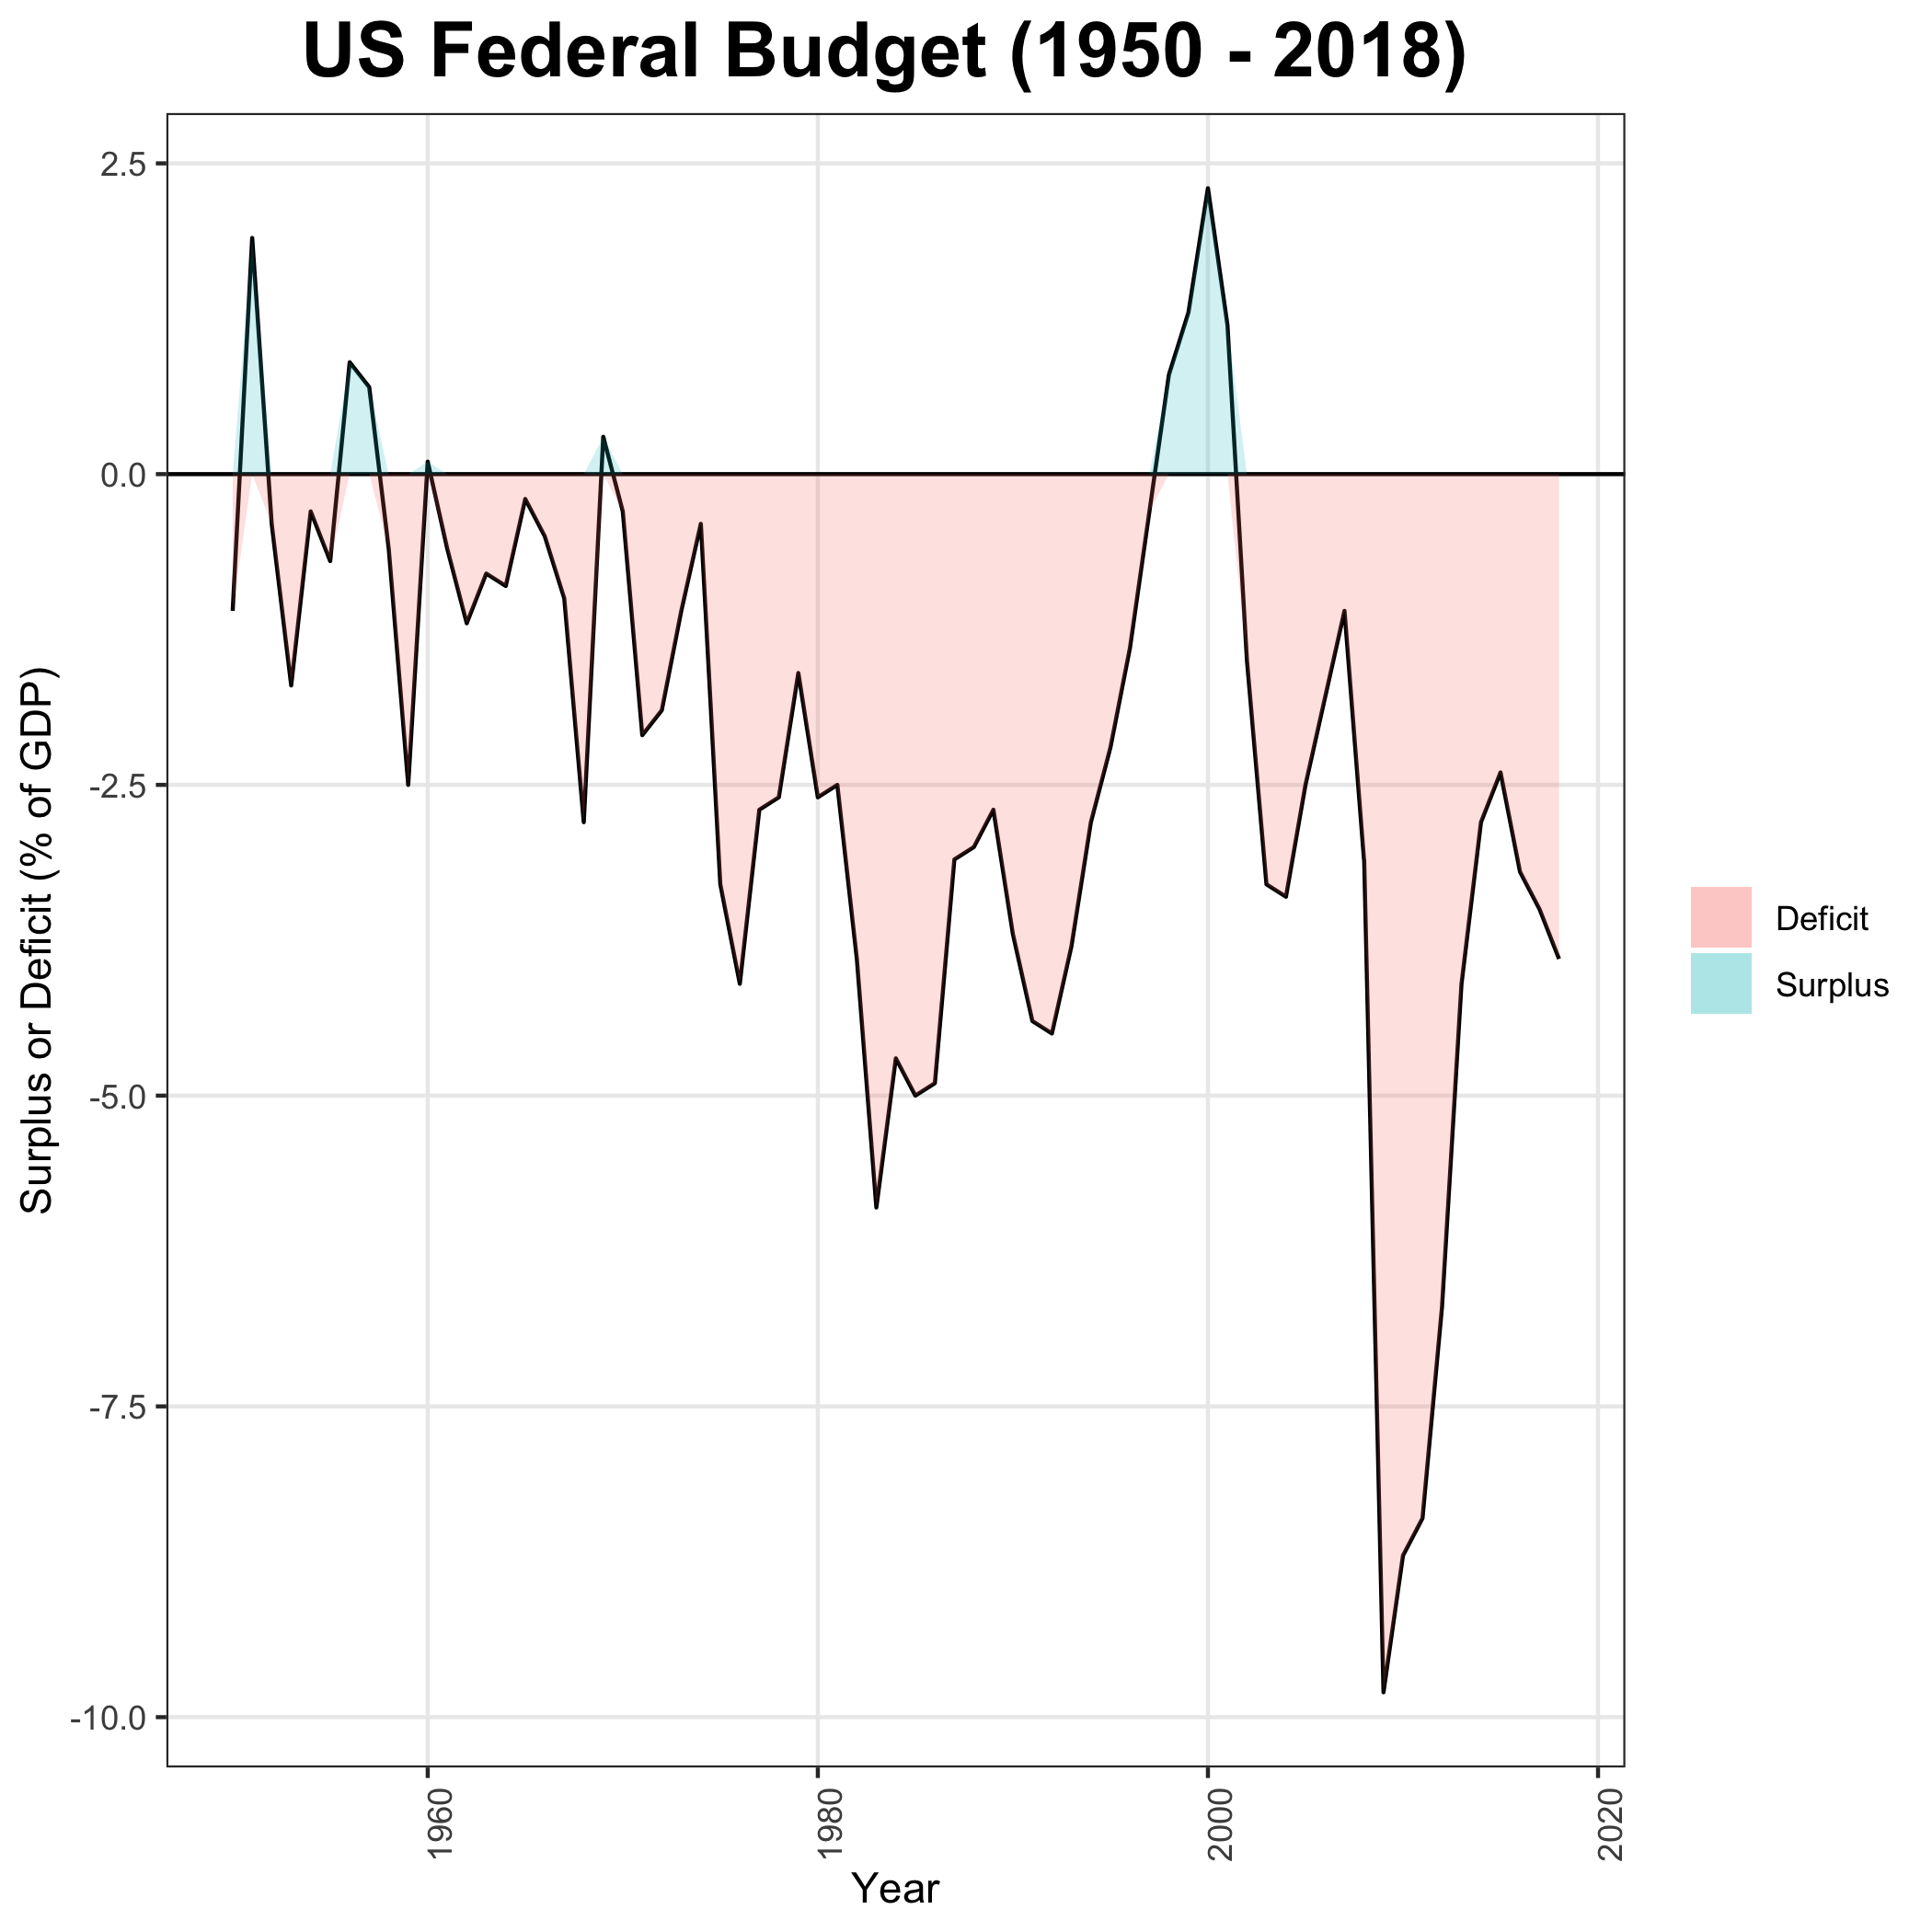 US Federal Budget (1950 - 2018)
2.5
0.0
-2.5
-5.0
-7.5
-10.0
Surplus or Deficit (% of GDP)
1960
1980
2000
2020
Year
Deficit
Surplus